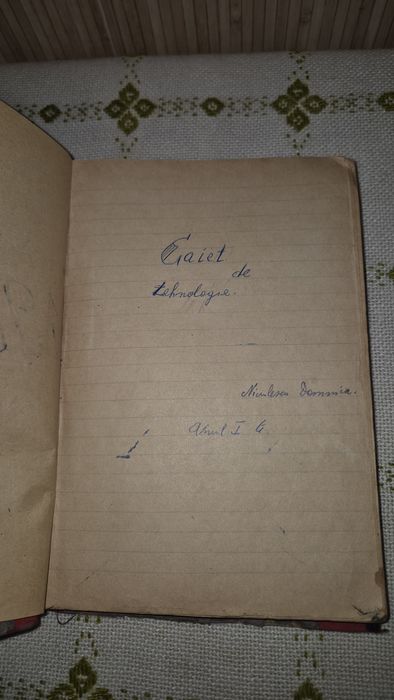 Caiet
de
tehnologie.
Niculescu Domnica.
Anul I